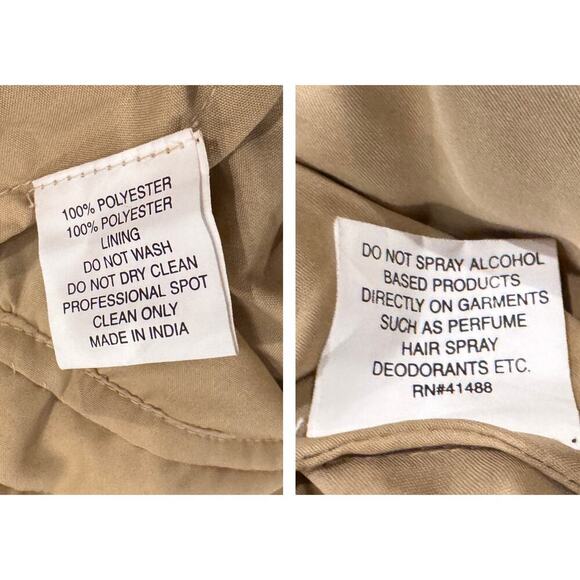 100% POLYESTER
100% POLYESTER
LINING
DO NOT WASH
DO NOT DRY CLEAN
PROFESSIONAL SPOT
CLEAN ONLY
MADE IN INDIA
DO NOT SPRAY ALCOHOL
BASED PRODUCTS
DIRECTLY ON GARMENTS
SUCH AS PERFUME
HAIR SPRAY
DEODORANTS ETC.
RN#41488